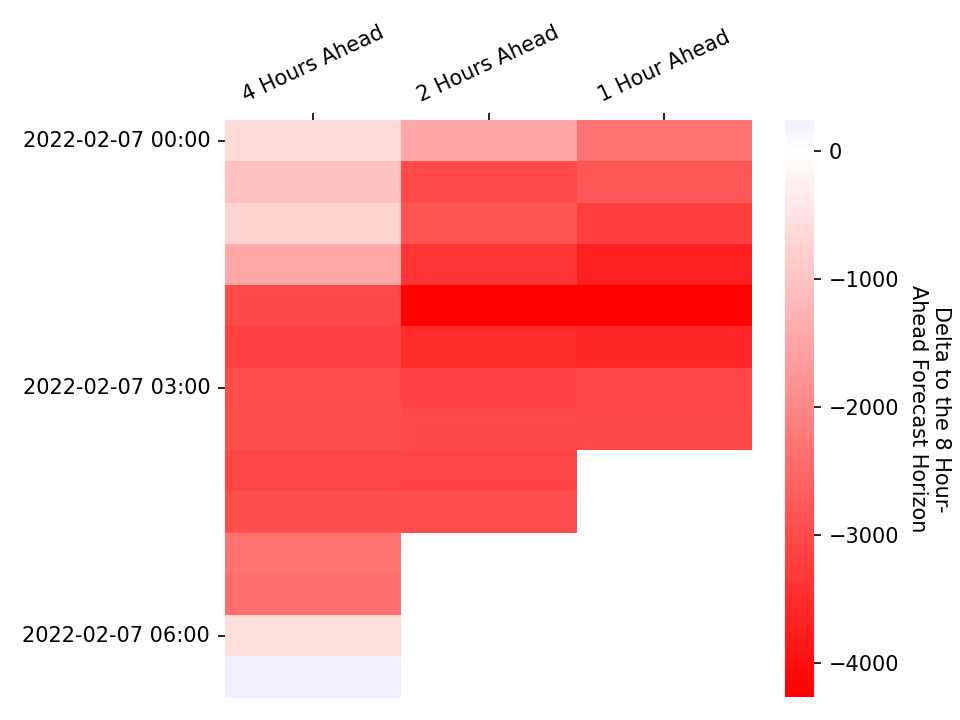 4 Hours Ahead
2 Hours Ahead
1 Hour Ahead
2022-02-07 00:00
2022-02-07 03:00
2022-02-07 06:00
0
−1000
−2000
−3000
−4000
Delta to the 8 Hour-
Ahead Forecast Horizon